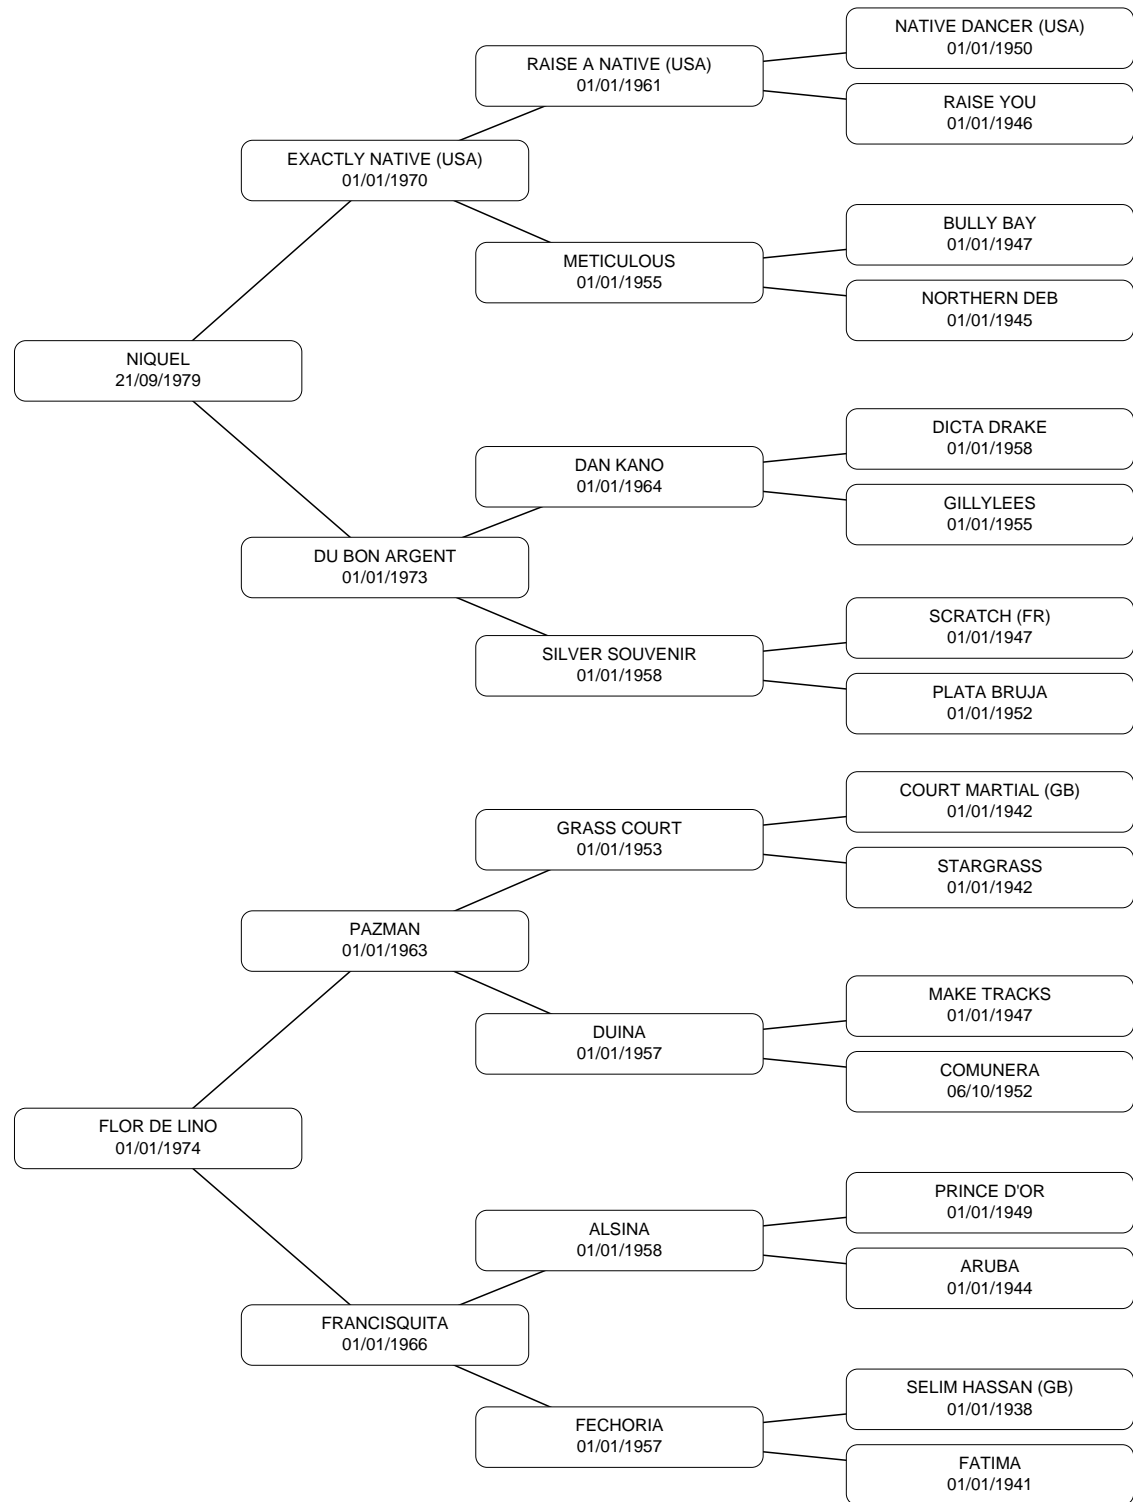 NATIVE DANCER (USA)
01/01/1950
RAISE A NATIVE (USA)
01/01/1961
RAISE YOU
01/01/1946
EXACTLY NATIVE (USA)
01/01/1970
BULLY BAY
01/01/1947
METICULOUS
01/01/1955
NORTHERN DEB
01/01/1945
NIQUEL
21/09/1979
DICTA DRAKE
01/01/1958
DAN KANO
01/01/1964
GILLYLEES
01/01/1955
DU BON ARGENT
01/01/1973
SCRATCH (FR)
01/01/1947
SILVER SOUVENIR
01/01/1958
PLATA BRUJA
01/01/1952
COURT MARTIAL (GB)
01/01/1942
GRASS COURT
01/01/1953
STARGRASS
01/01/1942
PAZMAN
01/01/1963
MAKE TRACKS
01/01/1947
DUINA
01/01/1957
COMUNERA
06/10/1952
FLOR DE LINO
01/01/1974
PRINCE D'OR
01/01/1949
ALSINA
01/01/1958
ARUBA
01/01/1944
FRANCISQUITA
01/01/1966
SELIM HASSAN (GB)
01/01/1938
FECHORIA
01/01/1957
FATIMA
01/01/1941